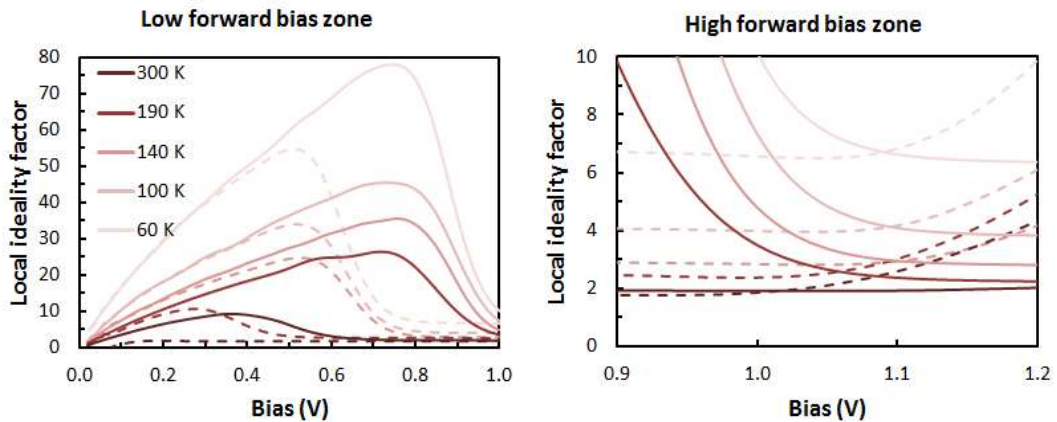 Low forward bias zone
High forward bias zone
Local ideality factor
80
70
60
50
40
30
20
10
0
300 K
190 K
140 K
100 K
60 K
0.0 0.2 0.4 0.6 0.8 1.0
Bias (V)
Local ideality factor
10
8
6
4
2
0
0.9 1.0 1.1 1.2
Bias (V)